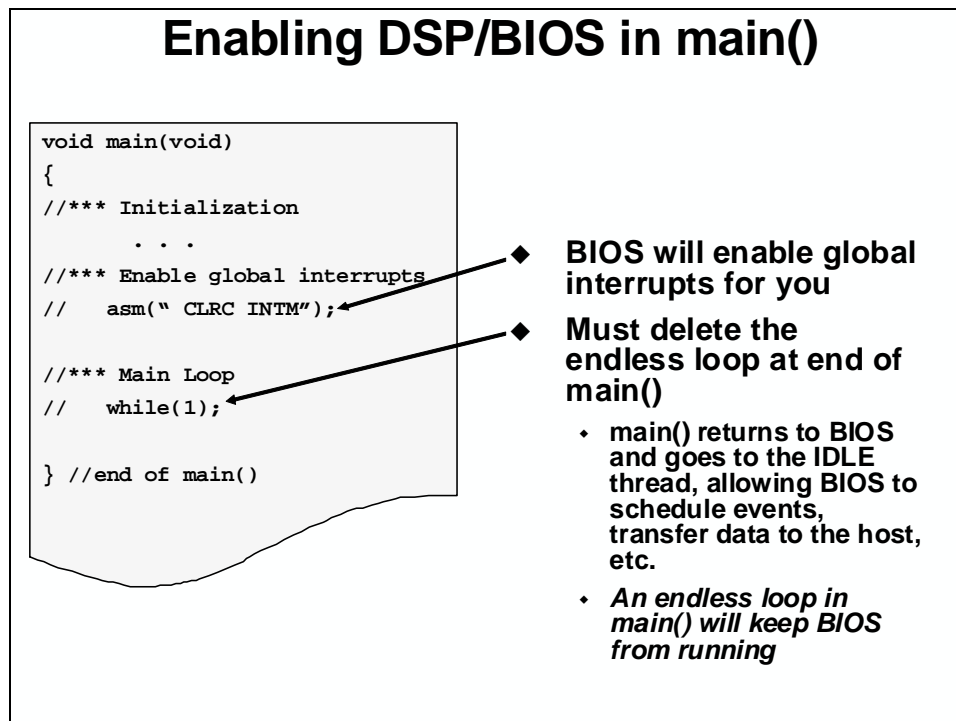 Enabling DSP/BIOS in main()
void main(void)
{
//*** Initialization
. . .
//*** Enable global interrupts
//   asm(“ CLRC INTM”);
//*** Main Loop
//   while(1);
} //end of main()
◆ BIOS will enable global
interrupts for you
◆ Must delete the
endless loop at end of
main()
◆ main() returns to BIOS
and goes to the IDLE
thread, allowing BIOS to
schedule events,
transfer data to the host,
etc.
◆ An endless loop in
main() will keep BIOS
from running